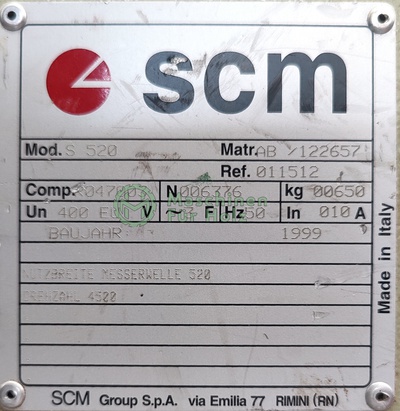 scm
Mod. S 520 Matr. AB /122657
Ref. 011512
Comp. N 006336 kg 00650
Un 400 V ~ F Hz 50 In 010 A
BAUJAHR 1999
NUTZBREITE MESSERWELLE 520
DREHZAHL 4500
Made in Italy
SCM Group S.p.A. via Emilia 77 RIMINI (RN)